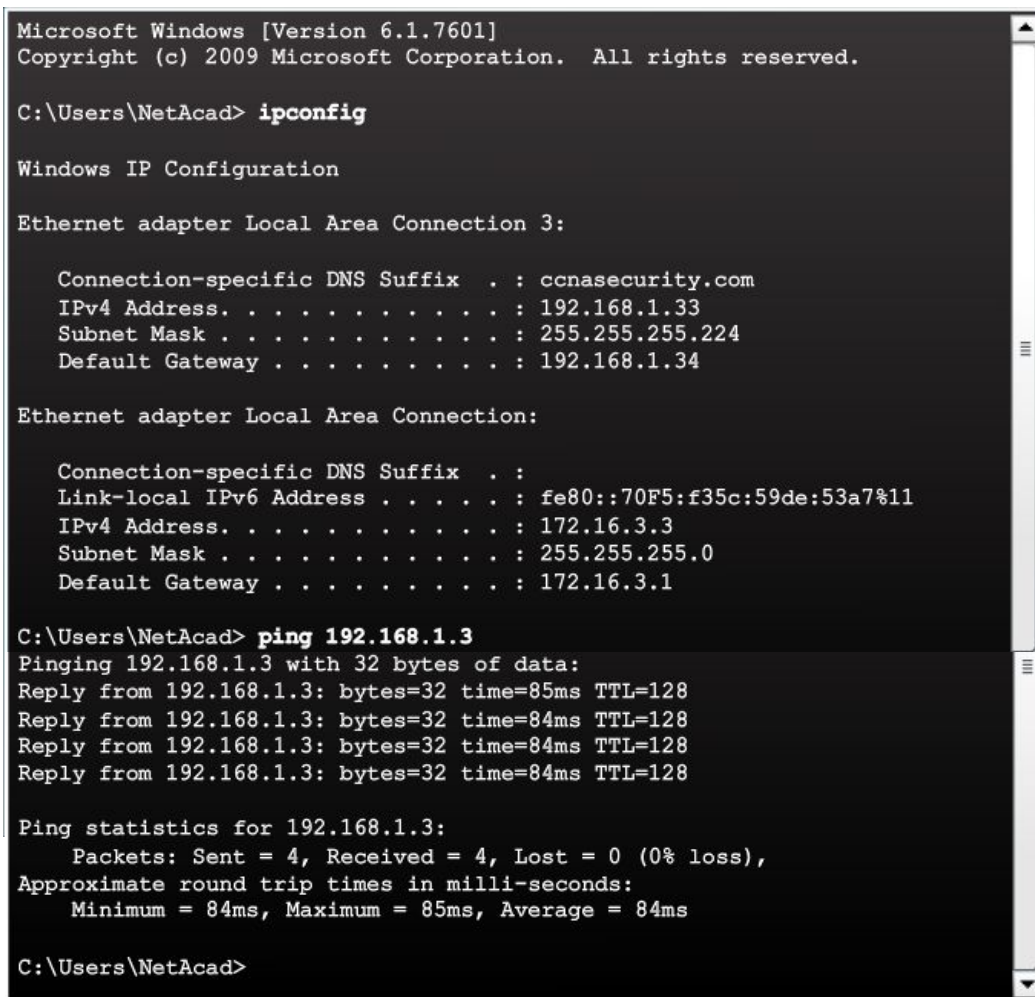 Microsoft Windows [Version 6.1.7601]
Copyright (c) 2009 Microsoft Corporation.  All rights reserved.
C:\Users\NetAcad> ipconfig
Windows IP Configuration
Ethernet adapter Local Area Connection 3:
Connection-specific DNS Suffix  . : ccnasecurity.com
IPv4 Address. . . . . . . . . . . : 192.168.1.33
Subnet Mask . . . . . . . . . . . : 255.255.255.224
Default Gateway . . . . . . . . . : 192.168.1.34
Ethernet adapter Local Area Connection:
Connection-specific DNS Suffix  . :
Link-local IPv6 Address . . . . . : fe80::70F5:f35c:59de:53a7%11
IPv4 Address. . . . . . . . . . . : 172.16.3.3
Subnet Mask . . . . . . . . . . . : 255.255.255.0
Default Gateway . . . . . . . . . : 172.16.3.1
C:\Users\NetAcad> ping 192.168.1.3
Pinging 192.168.1.3 with 32 bytes of data:
Reply from 192.168.1.3: bytes=32 time=85ms TTL=128
Reply from 192.168.1.3: bytes=32 time=84ms TTL=128
Reply from 192.168.1.3: bytes=32 time=84ms TTL=128
Reply from 192.168.1.3: bytes=32 time=84ms TTL=128
Ping statistics for 192.168.1.3:
Packets: Sent = 4, Received = 4, Lost = 0 (0% loss),
Approximate round trip times in milli-seconds:
Minimum = 84ms, Maximum = 85ms, Average = 84ms
C:\Users\NetAcad>